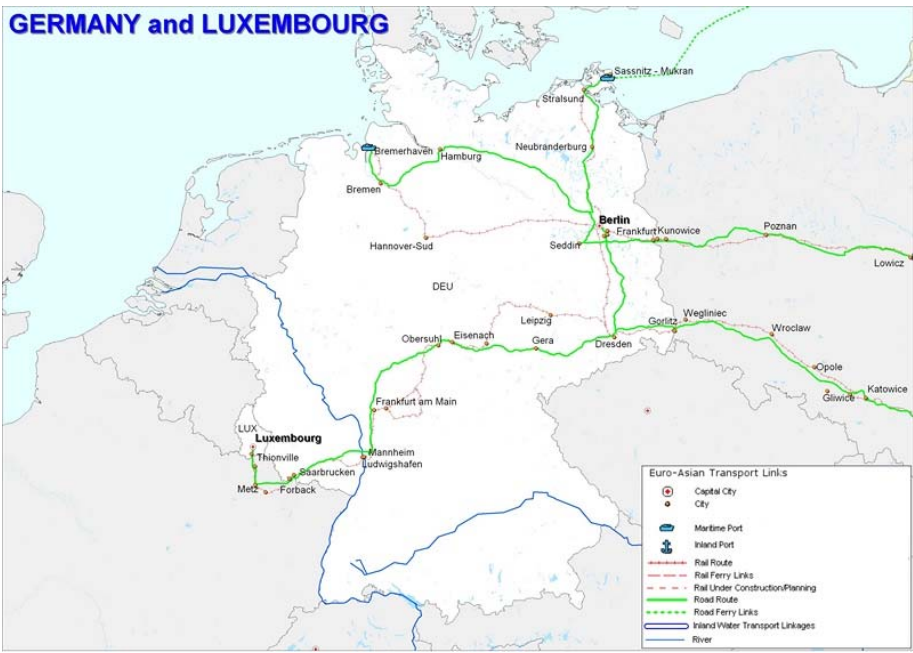 GERMANY and LUXEMBOURG
Sassnitz - Mukran
Stralsund
Bremerhaven
Hamburg
Neubranderburg
Bremen
Berlin
Frankfurt
Kunowice
Poznan
Hannover-Sud
Seddin
Lowicz
DEU
Leipzig
Gorlitz
Wegliniec
Obersuhl
Eisenach
Gera
Dresden
Wroclaw
Opole
Katowice
Gliwice
Frankfurt am Main
LUX
Luxembourg
Mannheim
Thionville
Ludwigshafen
Saarbrucken
Metz
Forback
Euro-Asian Transport Links
Capital City
City
Maritime Port
Inland Port
Rail Route
Rail Ferry Links
Rail Under Construction/Planning
Road Route
Road Ferry Links
Inland Water Transport Linkages
River